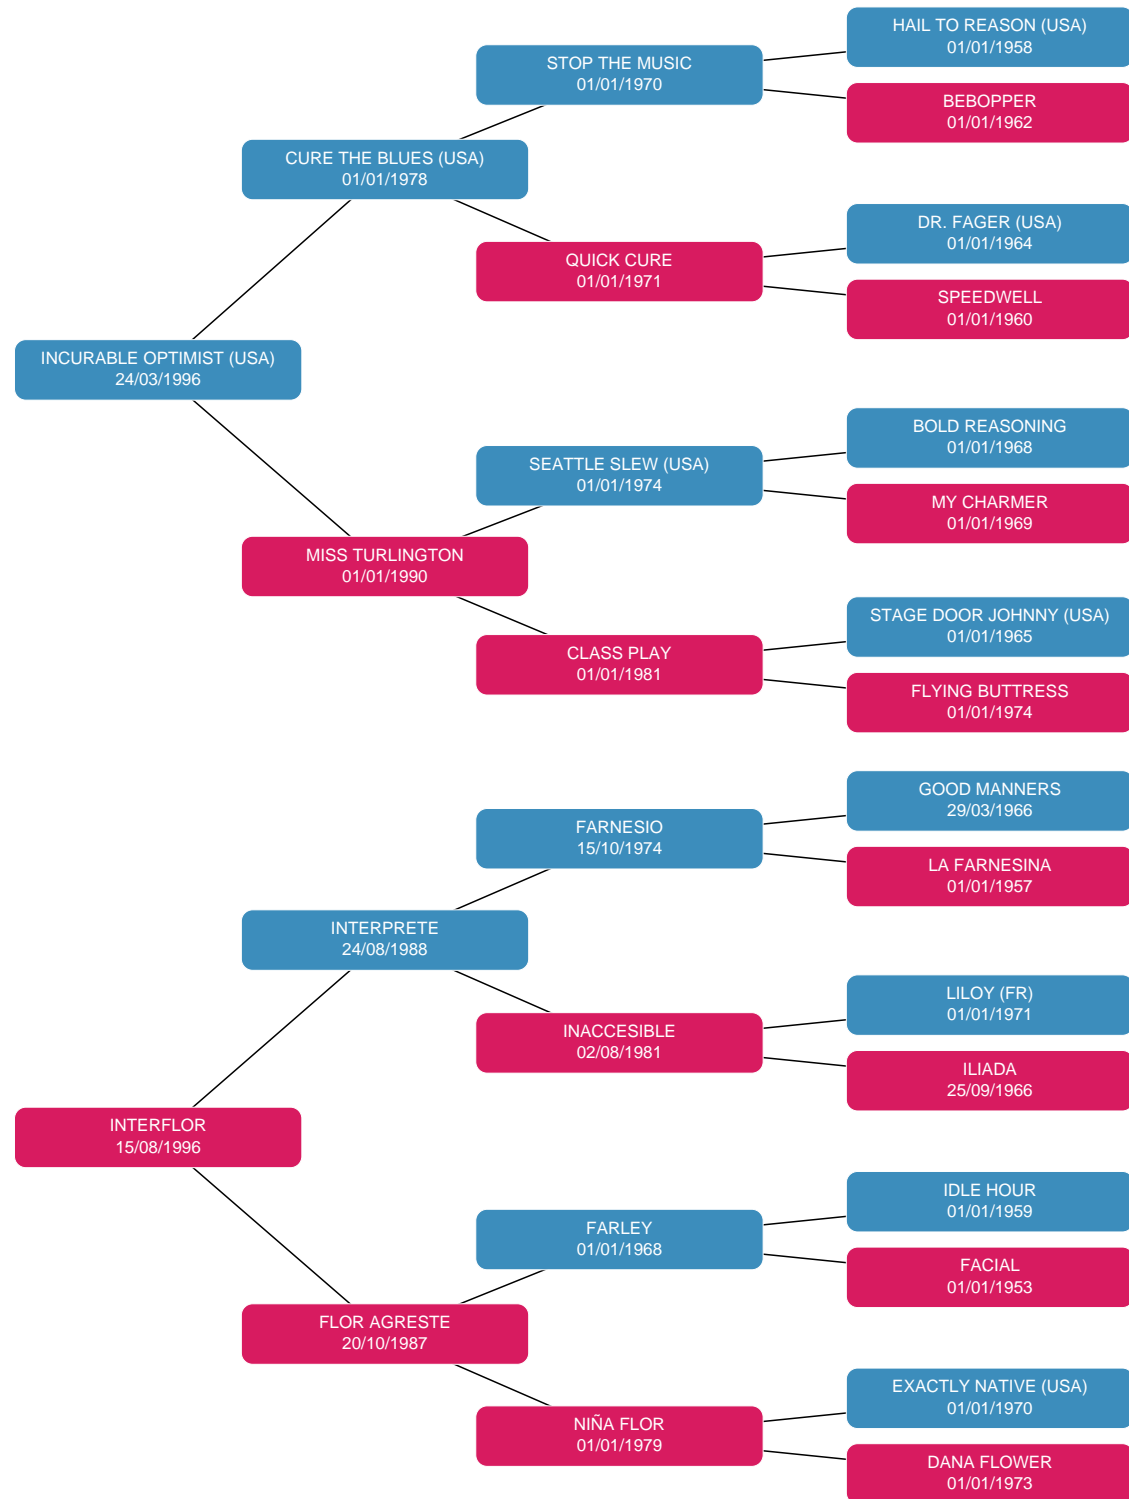 HAIL TO REASON (USA)
01/01/1958
STOP THE MUSIC
01/01/1970
BEBOPPER
01/01/1962
CURE THE BLUES (USA)
01/01/1978
DR. FAGER (USA)
01/01/1964
QUICK CURE
01/01/1971
SPEEDWELL
01/01/1960
INCURABLE OPTIMIST (USA)
24/03/1996
BOLD REASONING
01/01/1968
SEATTLE SLEW (USA)
01/01/1974
MY CHARMER
01/01/1969
MISS TURLINGTON
01/01/1990
STAGE DOOR JOHNNY (USA)
01/01/1965
CLASS PLAY
01/01/1981
FLYING BUTTRESS
01/01/1974
GOOD MANNERS
29/03/1966
FARNESIO
15/10/1974
LA FARNESINA
01/01/1957
INTERPRETE
24/08/1988
LILOY (FR)
01/01/1971
INACCESIBLE
02/08/1981
ILIADA
25/09/1966
INTERFLOR
15/08/1996
IDLE HOUR
01/01/1959
FARLEY
01/01/1968
FACIAL
01/01/1953
FLOR AGRESTE
20/10/1987
EXACTLY NATIVE (USA)
01/01/1970
NIÑA FLOR
01/01/1979
DANA FLOWER
01/01/1973